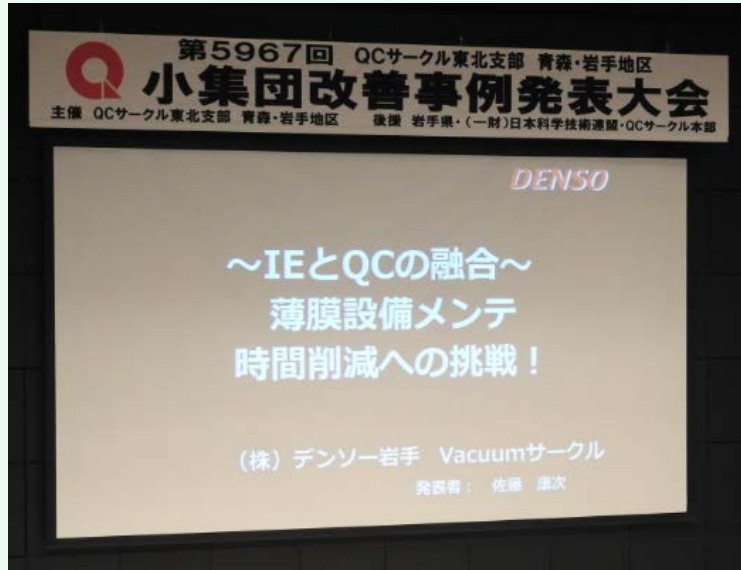 第5967回 QCサークル東北支部 青森・岩手地区
小集団改善事例発表大会
主催 QCサークル東北支部 青森・岩手地区 後援 岩手県・(一財)日本科学技術連盟・QCサークル本部
DENSO
～IEとQCの融合～
薄膜設備メンテ
時間削減への挑戦！
（株）デンソー岩手 Vacuumサークル
発表者： 佐藤